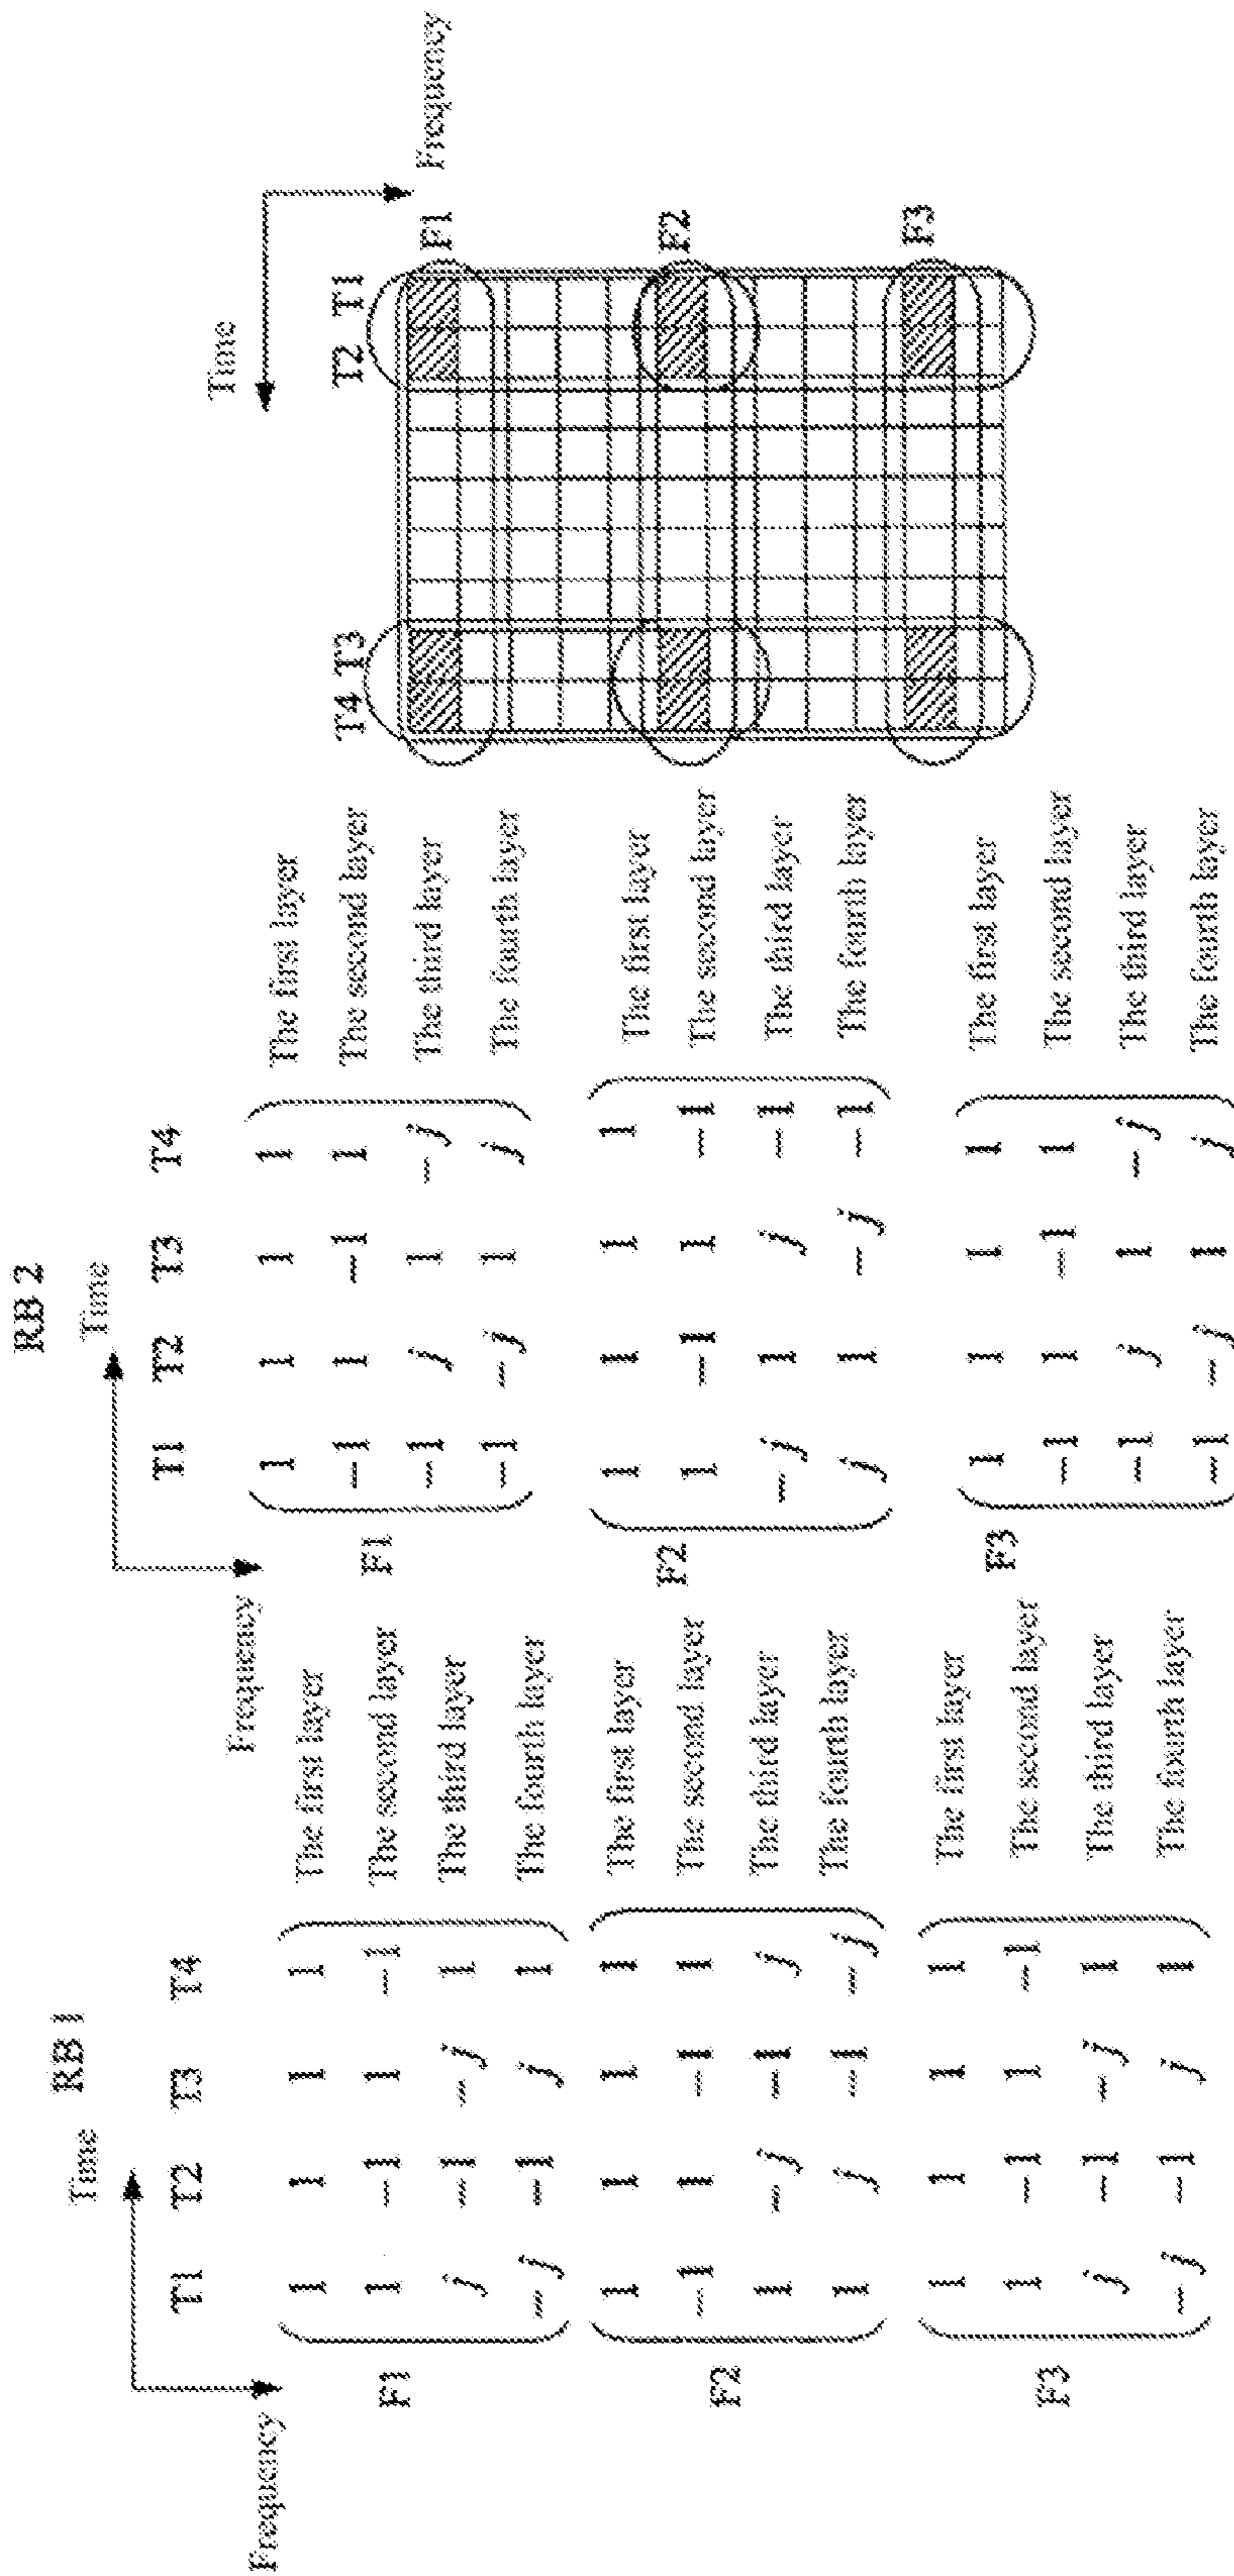 RB 1
Time
Frequency
T1 T2 T3 T4
F1
1 1 1 1 The first layer
1 -1 1 -1 The second layer
j -1 -j 1 The third layer
-j -1 j 1 The fourth layer
F2
1 1 1 1 The first layer
-1 1 -1 1 The second layer
1 -j -1 j The third layer
1 j -1 -j The fourth layer
F3
1 1 1 1 The first layer
1 -1 1 -1 The second layer
j -1 -j 1 The third layer
-j -1 j 1 The fourth layer
RB 2
Time
Frequency
T1 T2 T3 T4
F1
1 1 1 1 The first layer
-1 1 -1 1 The second layer
-1 j 1 -j The third layer
-1 -j 1 j The fourth layer
F2
1 1 1 1 The first layer
1 -1 1 -1 The second layer
-j 1 j -1 The third layer
j 1 -j -1 The fourth layer
F3
1 1 1 1 The first layer
-1 1 -1 1 The second layer
-1 j 1 -j The third layer
-1 -j 1 j The fourth layer
Time
Frequency
T4 T3 T2 T1
F1
F2
F3